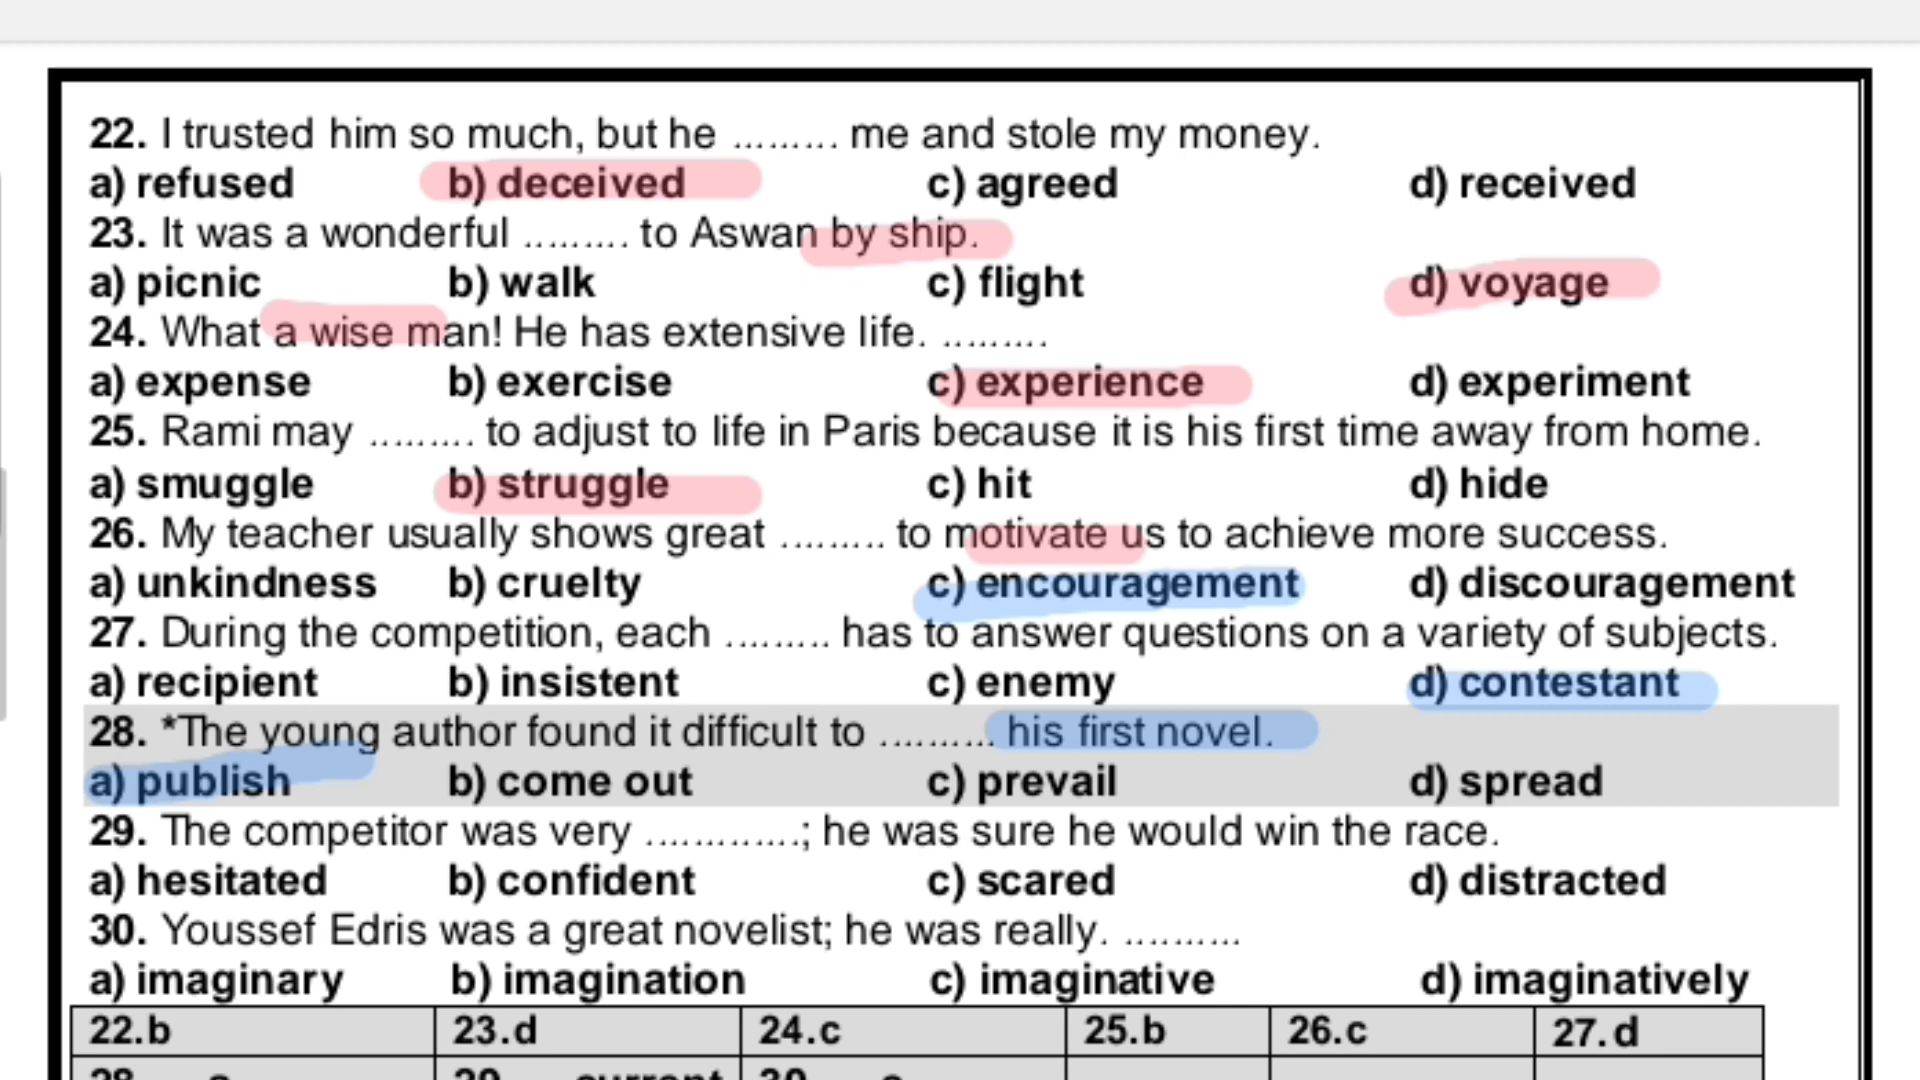 22. I trusted him so much, but he ......... me and stole my money.
a) refused b) deceived c) agreed d) received
23. It was a wonderful ......... to Aswan by ship.
a) picnic b) walk c) flight d) voyage
24. What a wise man! He has extensive life. .........
a) expense b) exercise c) experience d) experiment
25. Rami may ......... to adjust to life in Paris because it is his first time away from home.
a) smuggle b) struggle c) hit d) hide
26. My teacher usually shows great ......... to motivate us to achieve more success.
a) unkindness b) cruelty c) encouragement d) discouragement
27. During the competition, each ......... has to answer questions on a variety of subjects.
a) recipient b) insistent c) enemy d) contestant
28. *The young author found it difficult to .......... his first novel.
a) publish b) come out c) prevail d) spread
29. The competitor was very .............; he was sure he would win the race.
a) hesitated b) confident c) scared d) distracted
30. Youssef Edris was a great novelist; he was really. ..........
a) imaginary b) imagination c) imaginative d) imaginatively
22.b 23.d 24.c 25.b 26.c 27.d